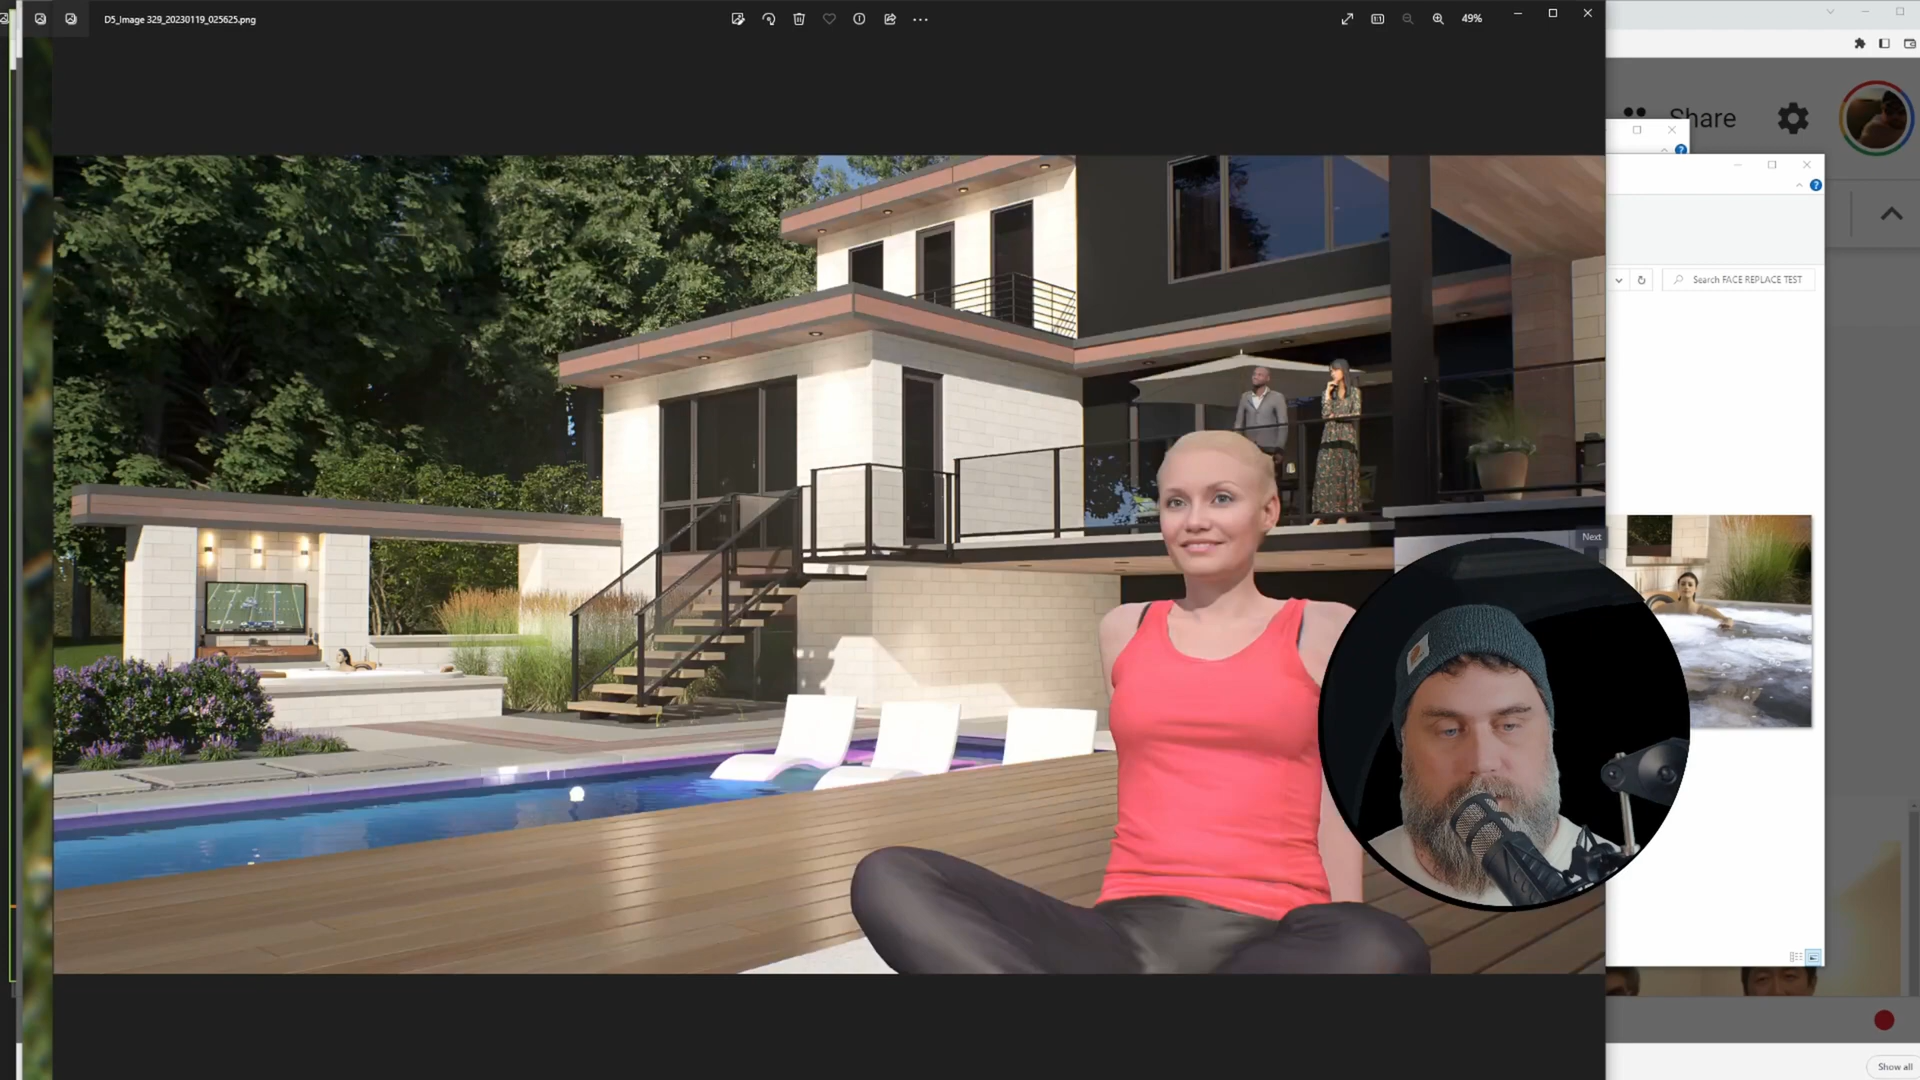 D5_Image 329_20230119_025625.png
49%
Share
Search FACE REPLACE TEST
Next
Show all